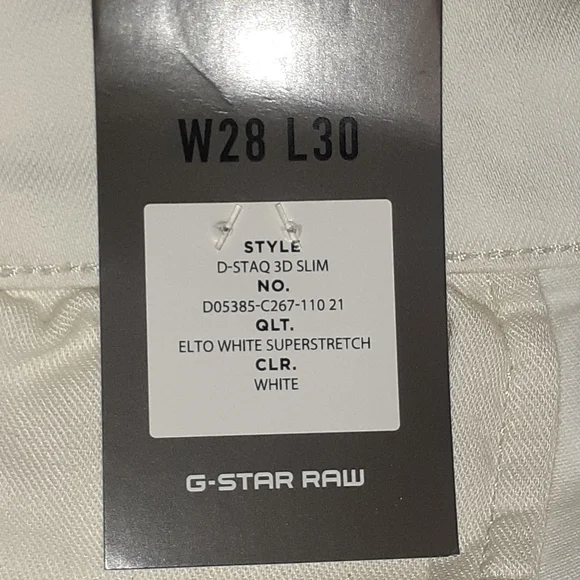 W28 L30
STYLE
D-STAQ 3D SLIM
NO.
D05385-C267-110 21
QLT.
ELTO WHITE SUPERSTRETCH
CLR.
WHITE
G-STAR RAW